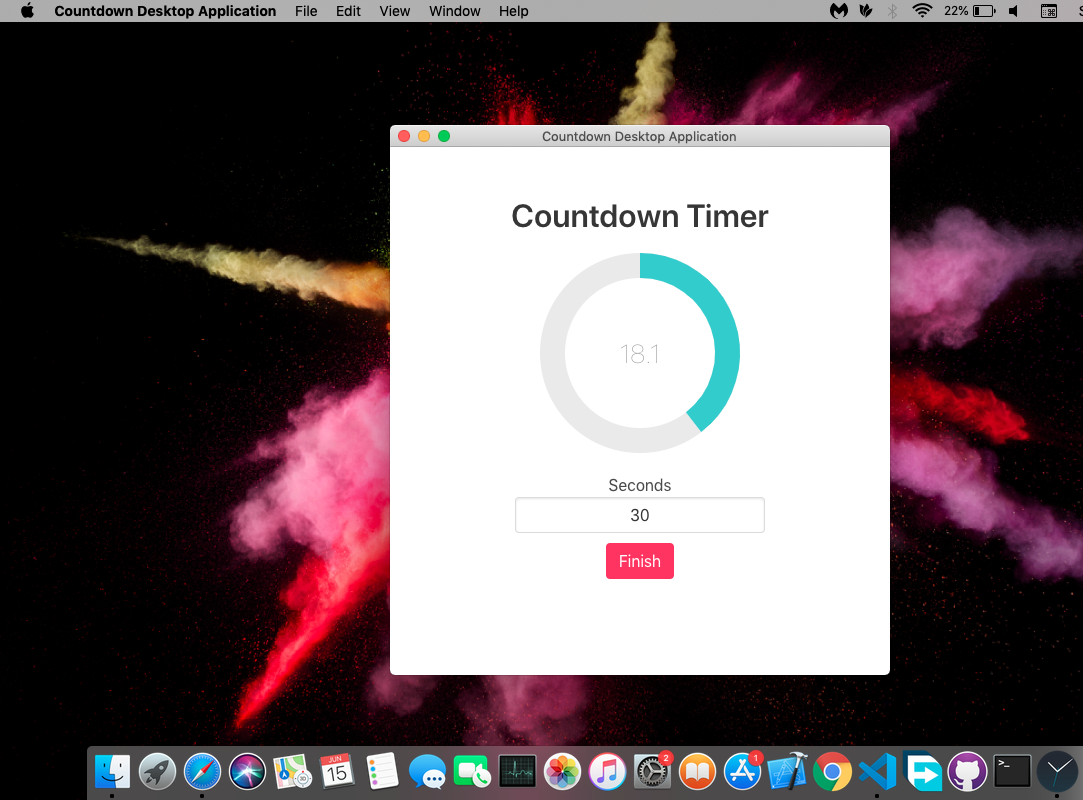 Countdown Desktop Application File Edit View Window Help 22%
Countdown Desktop Application
Countdown Timer
18.1
Seconds
30
Finish
JUN
15
2
1
>_